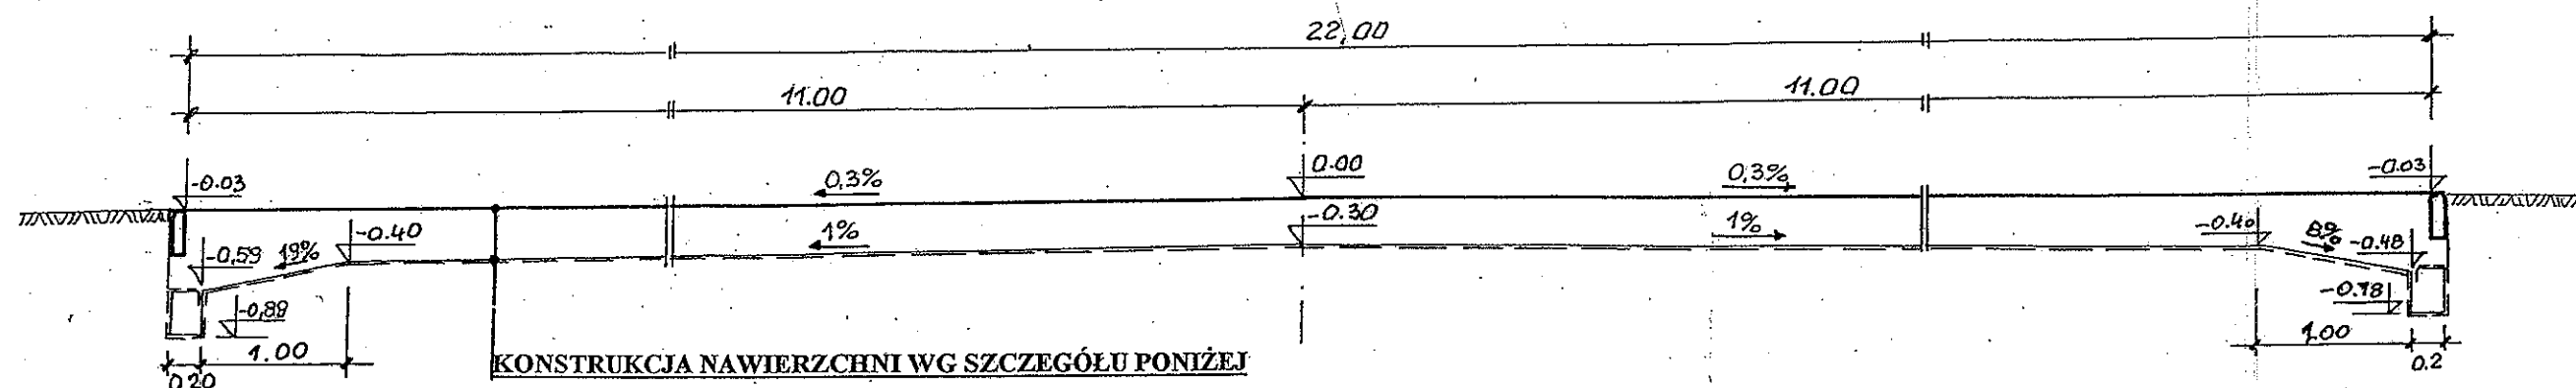 22,00
11.00 11.00
-0.03 0,3% 0.00 0,3% -0.03
-0,59 19% -0.40 1% -0.30 1% -0.40 8% -0.48
-0,89 -0.78
1.00 1,00
0.20 0.2
KONSTRUKCJA NAWIERZCHNI WG SZCZEGÓŁU PONIŻEJ